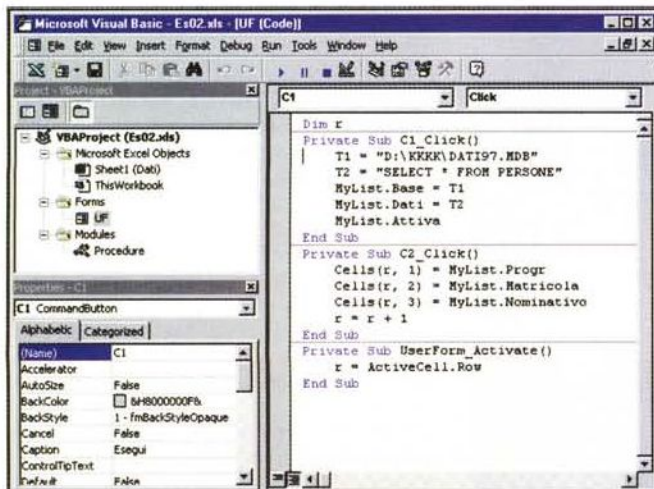 Microsoft Visual Basic - Es02.xls - [UF (Code)]
File Edit View Insert Format Debug Run Tools Window Help
Project - VBAProject
VBAProject (Es02.xls)
Microsoft Excel Objects
Sheet1 (Dati)
ThisWorkbook
Forms
UF
Modules
Procedure
Properties - C1
C1 CommandButton
Alphabetic Categorized
(Name) C1
Accelerator
AutoSize False
BackColor &H8000000F&
BackStyle 1 - fmBackStyleOpaque
Cancel False
Caption Esegui
ControlTipText
Default False
C1 Click
Dim r
Private Sub C1_Click()
T1 = "D:\KKKK\DATI97.MDB"
T2 = "SELECT * FROM PERSONE"
MyList.Base = T1
MyList.Dati = T2
MyList.Attiva
End Sub
Private Sub C2_Click()
Cells(r, 1) = MyList.Progr
Cells(r, 2) = MyList.Matricola
Cells(r, 3) = MyList.Nominativo
r = r + 1
End Sub
Private Sub UserForm_Activate()
r = ActiveCell.Row
End Sub